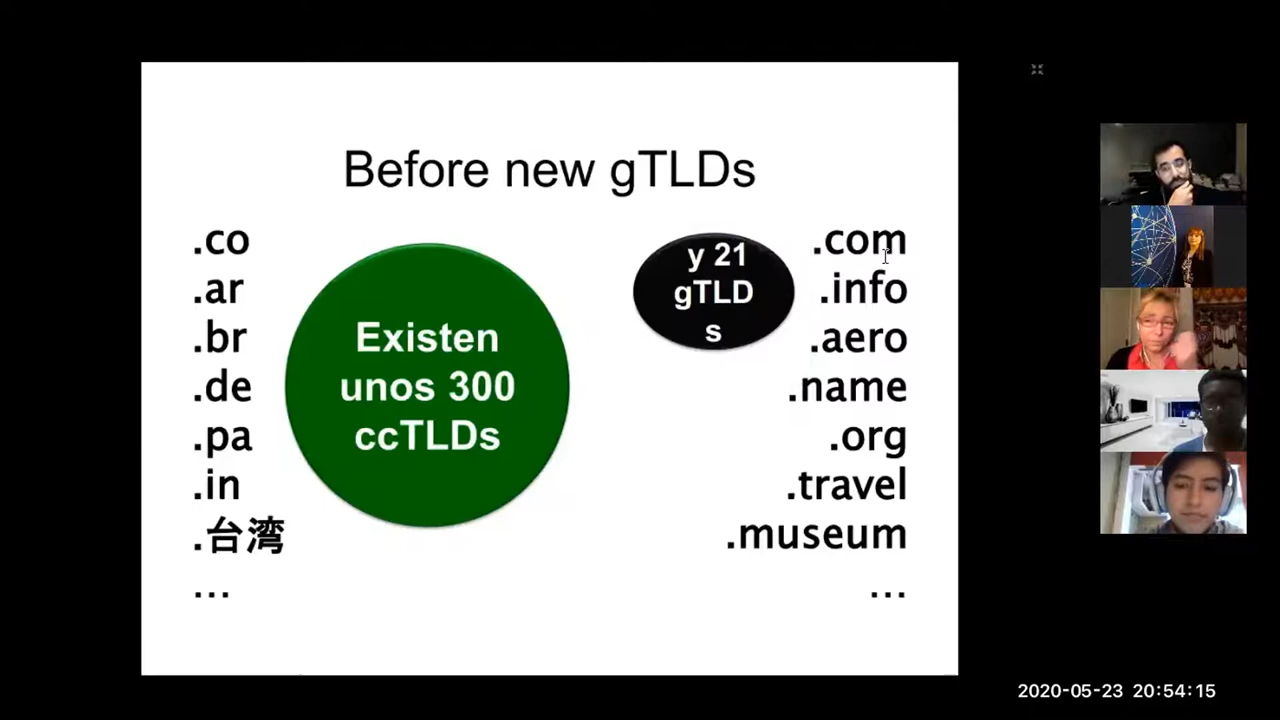 Before new gTLDs
.co
.ar
.br
.de
.pa
.in
.台湾
...
Existen
unos 300
ccTLDs
y 21
gTLD
s
.com
.info
.aero
.name
.org
.travel
.museum
...
2020-05-23 20:54:15